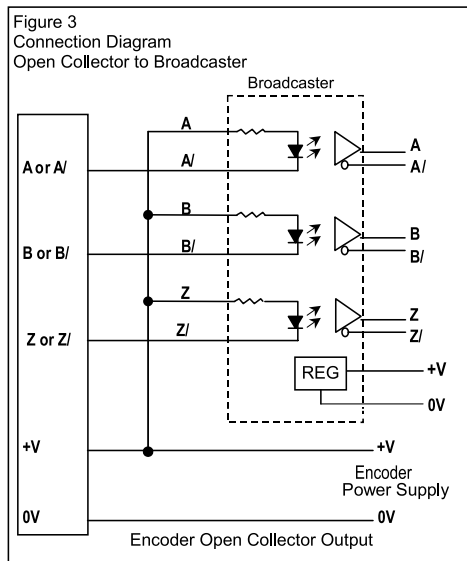 Figure 3
Connection Diagram
Open Collector to Broadcaster
Broadcaster
A
A or A/
A/
A
A/
B
B or B/
B/
B
B/
Z
Z or Z/
Z/
Z
Z/
REG
+V
0V
+V
+V
Encoder
Power Supply
0V
0V
Encoder Open Collector Output